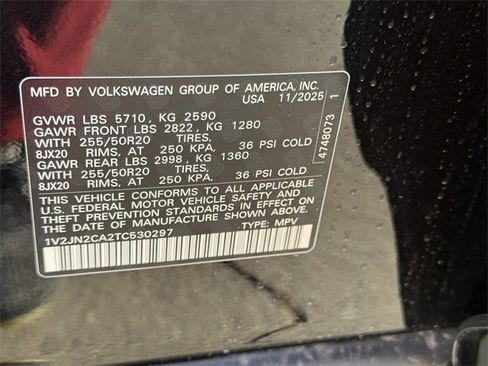 MFD BY VOLKSWAGEN GROUP OF AMERICA, INC.
USA 11/2025
GVWR LBS 5710, KG 2590
GAWR FRONT LBS 2822, KG 1280
WITH 255/50R20 TIRES,
8JX20 RIMS, AT 250 KPA, 36 PSI COLD
GAWR REAR LBS 2998, KG 1360
WITH 255/50R20 TIRES,
8JX20 RIMS, AT 250 KPA, 36 PSI COLD
THIS VEHICLE CONFORMS TO ALL APPLICABLE
U.S. FEDERAL MOTOR VEHICLE SAFETY AND
THEFT PREVENTION STANDARDS IN EFFECT ON
THE DATE OF MANUFACTURE SHOWN ABOVE.
1V2JN2CA2TC530297 TYPE: MPV
4748073 1